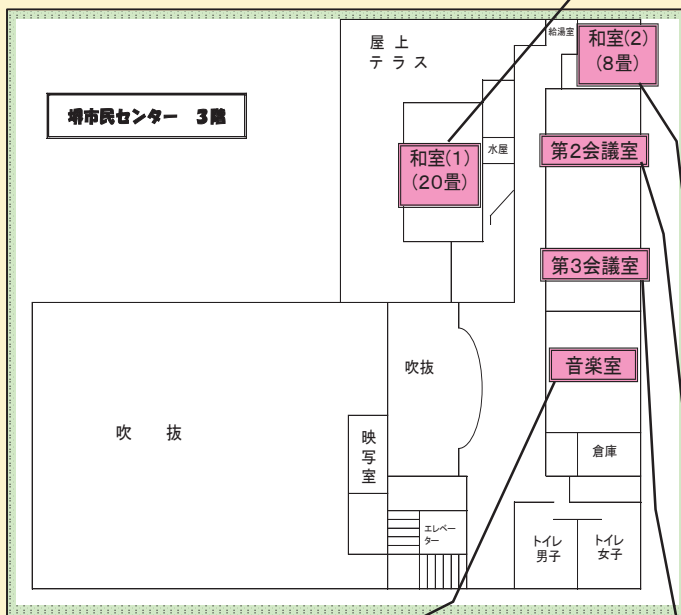 屋上
テラス
給湯室
和室(2)
(8畳)
堺市民センター 3階
和室(1)
(20畳)
水屋
第2会議室
第3会議室
吹抜
音楽室
吹 抜
映写室
倉庫
エレベー
ター
トイレ
男子
トイレ
女子